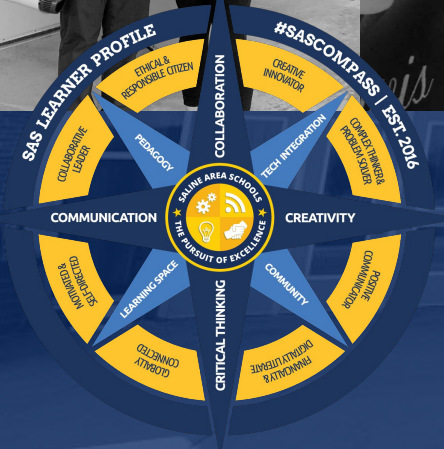 SAS LEARNER PROFILE
#SASCOMPASS | EST. 2016
ETHICAL &
RESPONSIBLE CITIZEN
CREATIVE
INNOVATOR
COLLABORATION
COLLABORATIVE
LEADER
PEDAGOGY
TECH INTEGRATION
COMPLEX THINKER &
PROBLEM SOLVER
COMMUNICATION
SALINE AREA SCHOOLS
THE PURSUIT OF EXCELLENCE
CREATIVITY
MOTIVATED &
SELF-DIRECTED
LEARNING SPACE
COMMUNITY
POSITIVE
COMMUNICATOR
CRITICAL THINKING
GLOBALLY
CONNECTED
FINANCIALLY &
DIGITALLY LITERATE